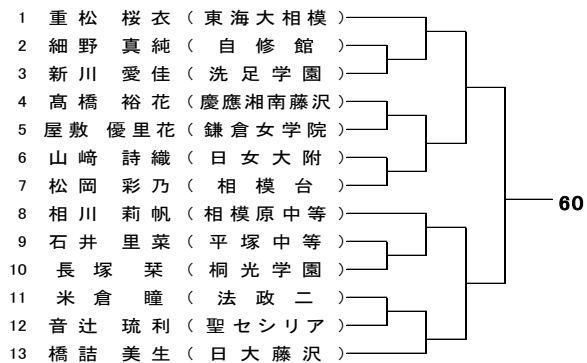 1 重松 桜衣 (東海大相模)
2 細野 真純 (自修館)
3 新川 愛佳 (洗足学園)
4 髙橋 裕花 (慶應湘南藤沢)
5 屋敷 優里花 (鎌倉女学院)
6 山﨑 詩織 (日女大附)
7 松岡 彩乃 (相模台)
8 相川 莉帆 (相模原中等)
9 石井 里菜 (平塚中等)
10 長塚 栞 (桐光学園)
11 米倉 瞳 (法政二)
12 音辻 琉利 (聖セシリア)
13 橋詰 美生 (日大藤沢)
60